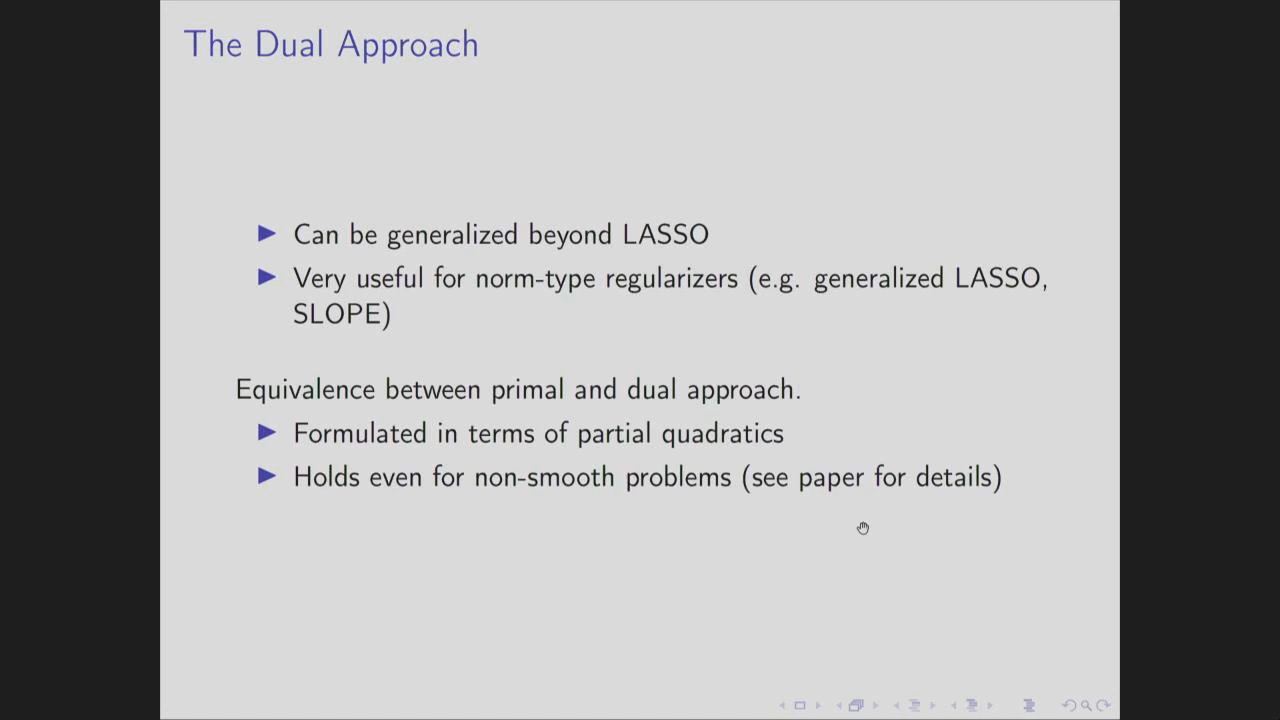 The Dual Approach
Can be generalized beyond LASSO
Very useful for norm-type regularizers (e.g. generalized LASSO,
SLOPE)
Equivalence between primal and dual approach.
Formulated in terms of partial quadratics
Holds even for non-smooth problems (see paper for details)